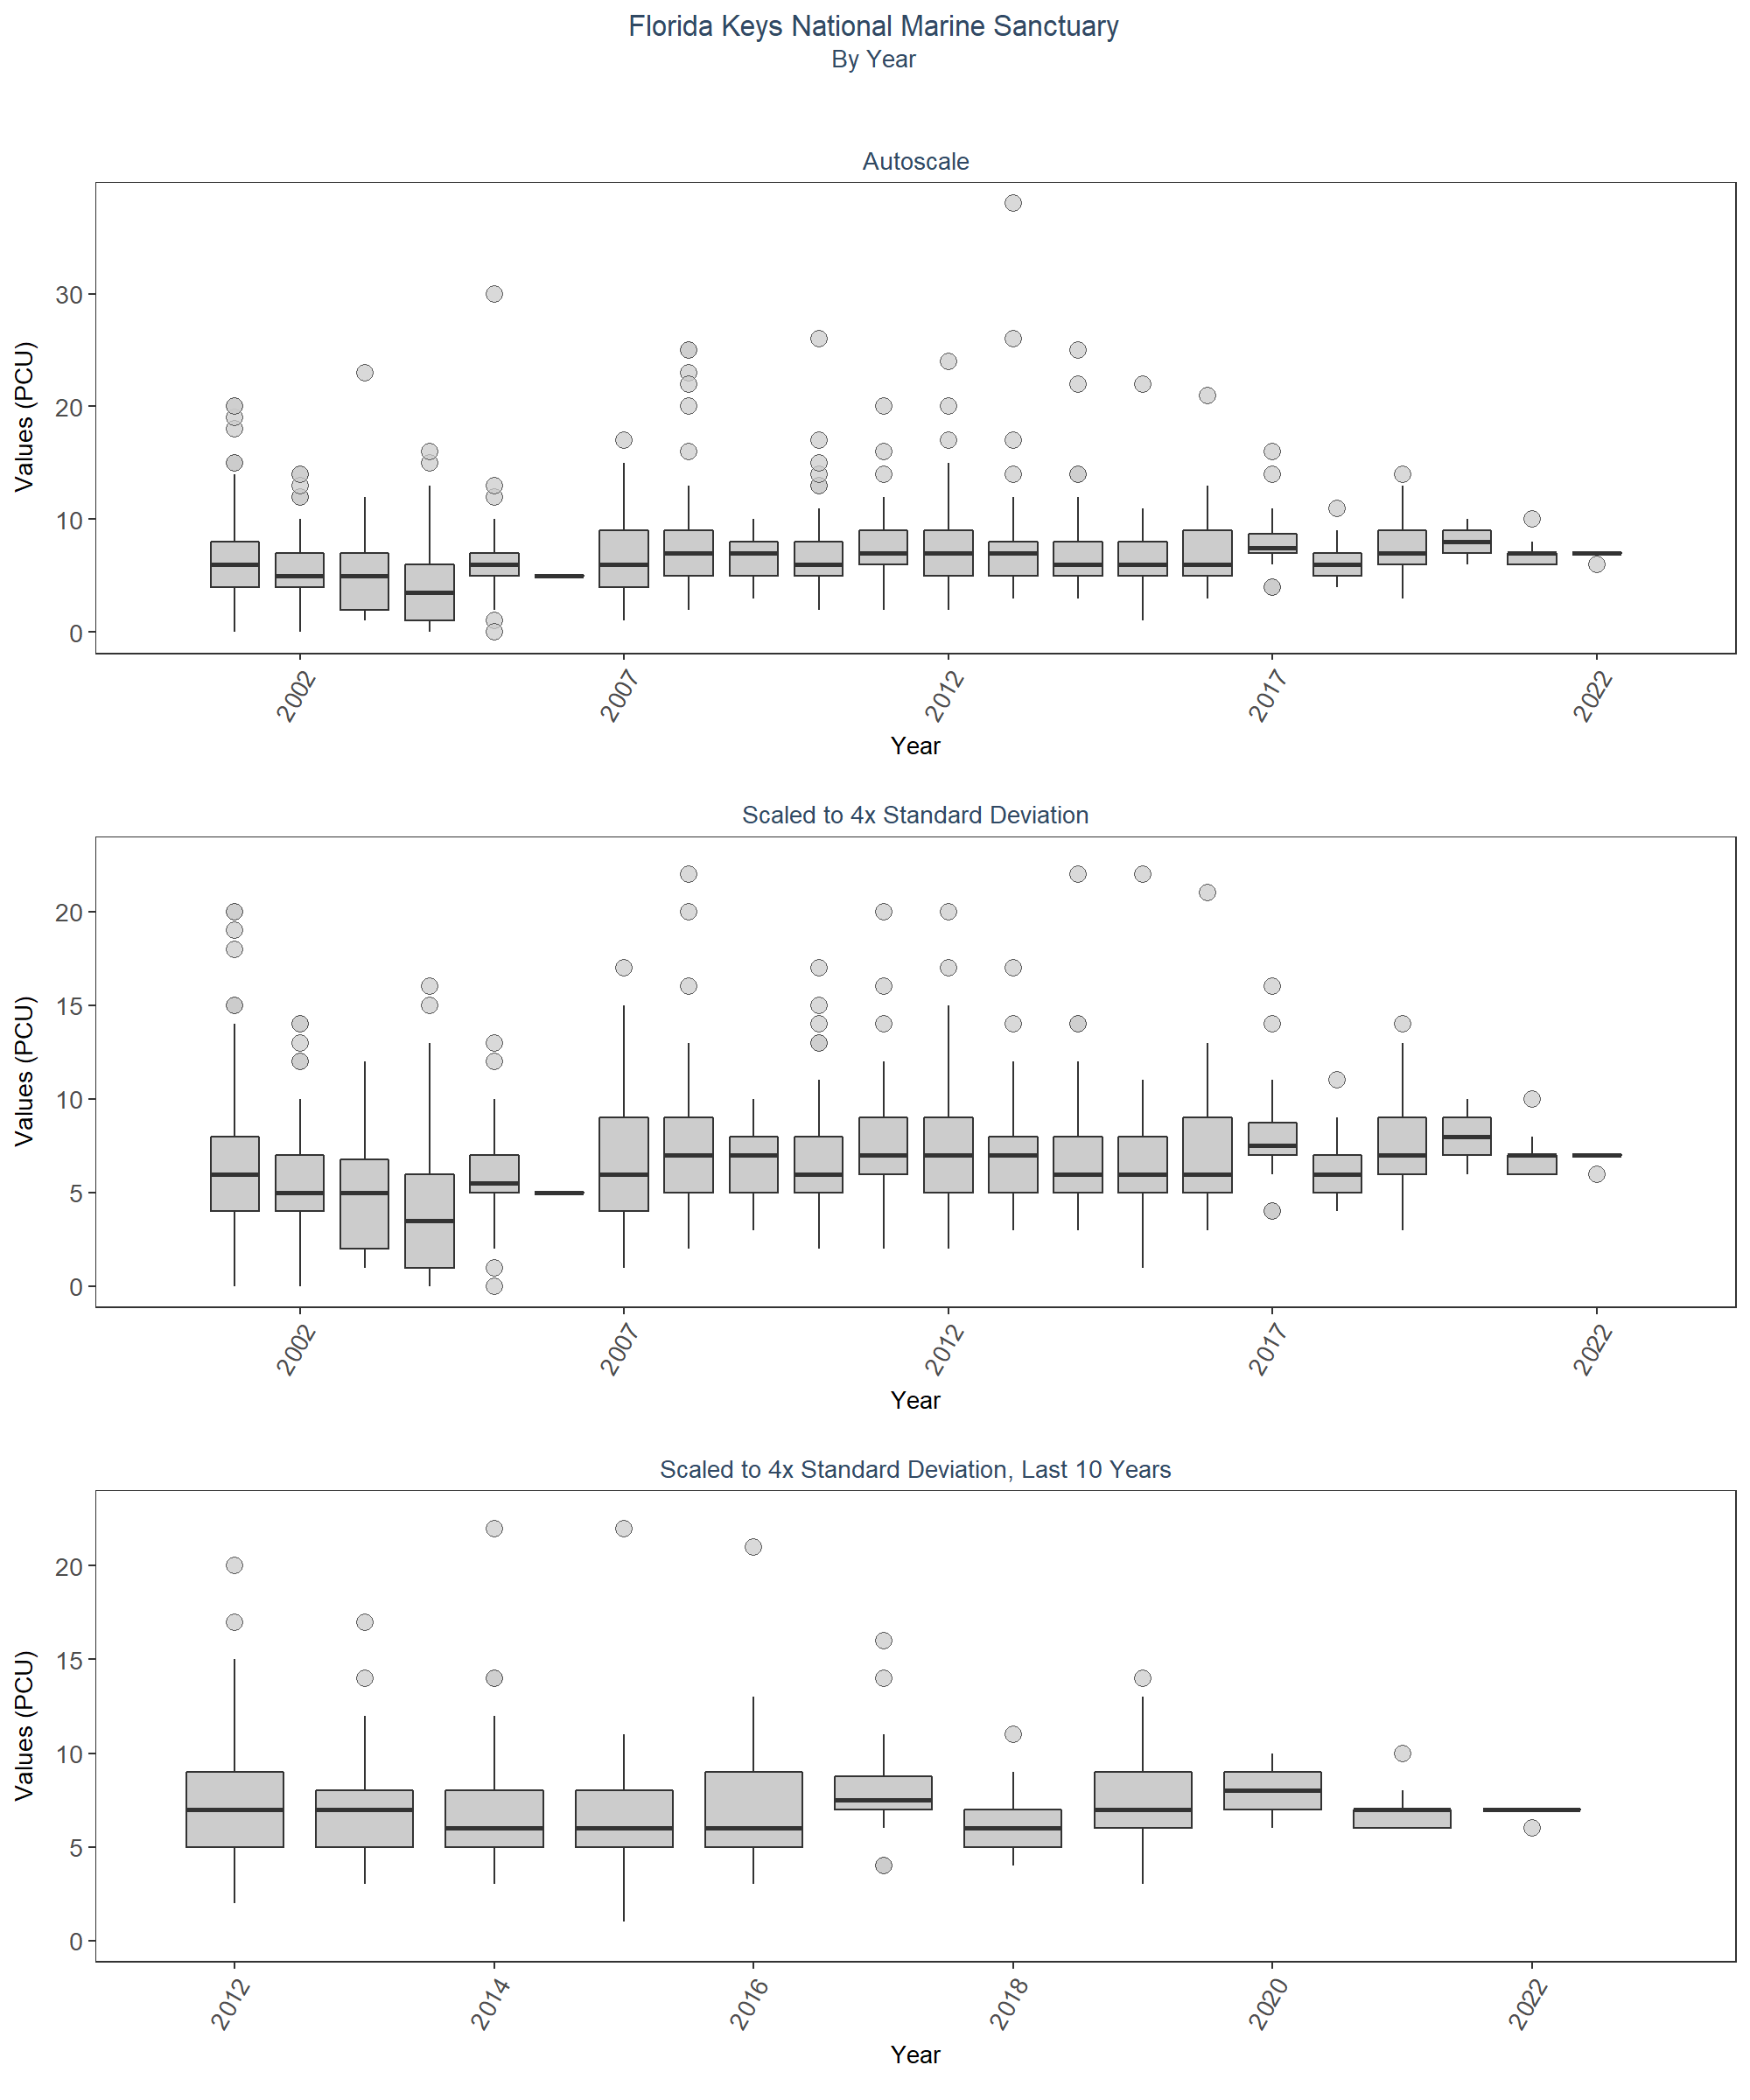 Florida Keys National Marine Sanctuary
By Year
Autoscale
Values (PCU)
30
20
10
0
2002
2007
2012
2017
2022
Year
Scaled to 4x Standard Deviation
Values (PCU)
20
15
10
5
0
2002
2007
2012
2017
2022
Year
Scaled to 4x Standard Deviation, Last 10 Years
Values (PCU)
20
15
10
5
0
2012
2014
2016
2018
2020
2022
Year